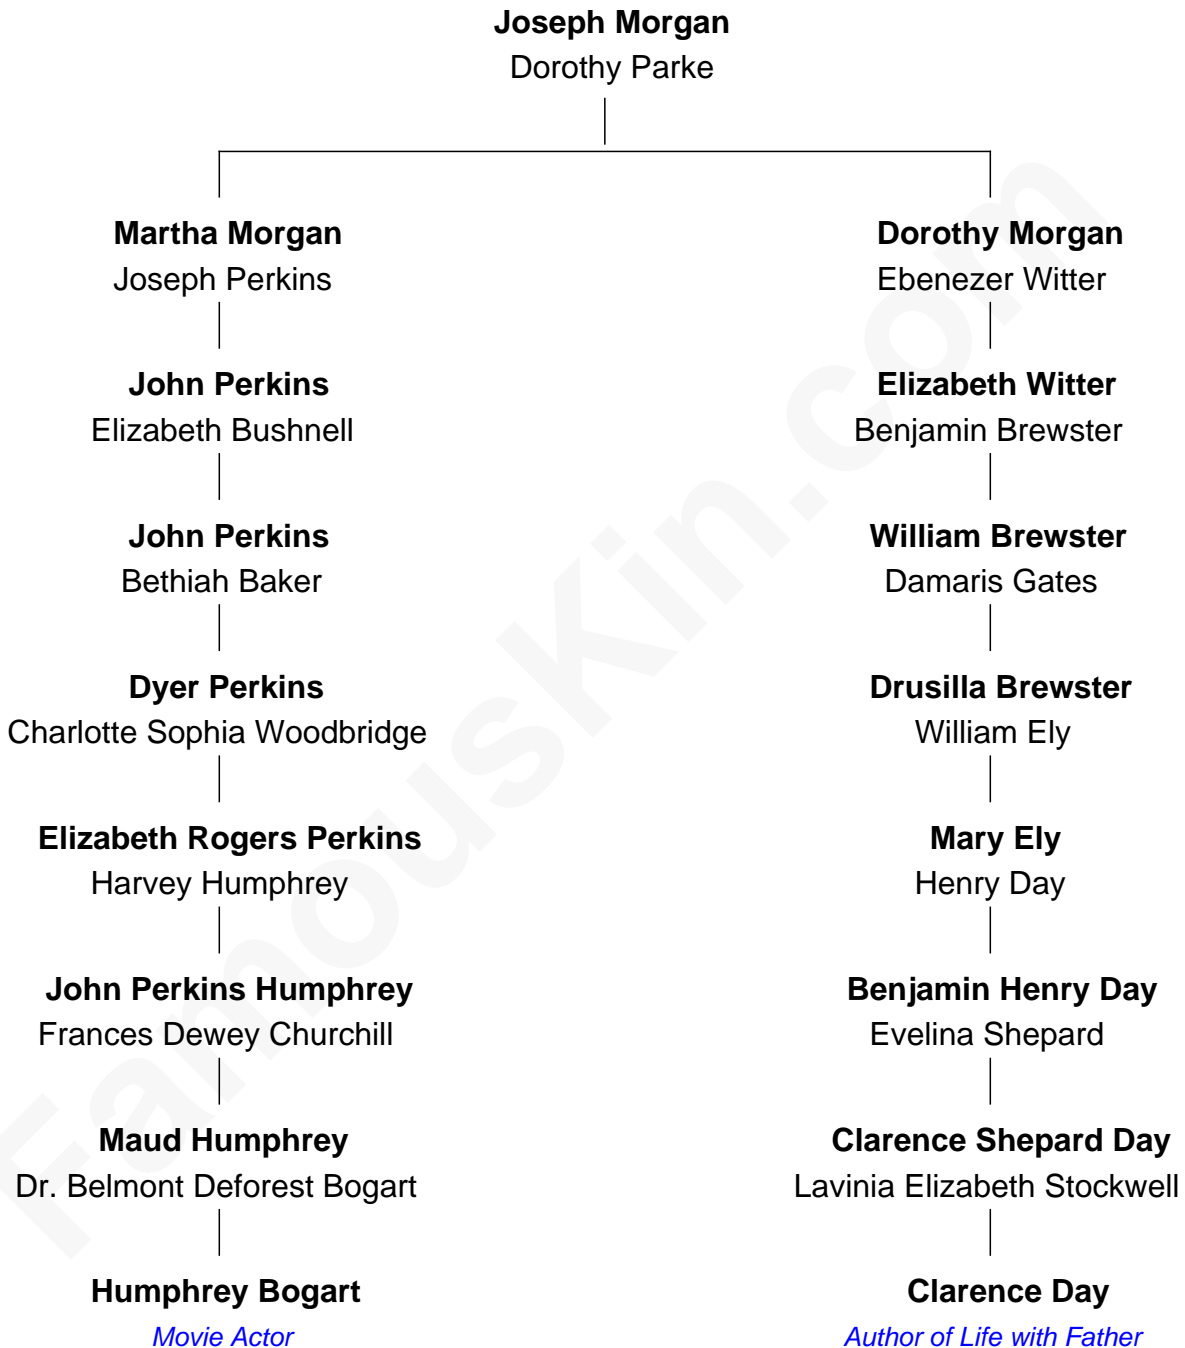 Joseph Morgan
Dorothy Parke
Martha Morgan
Joseph Perkins
Dorothy Morgan
Ebenezer Witter
John Perkins
Elizabeth Bushnell
Elizabeth Witter
Benjamin Brewster
John Perkins
Bethiah Baker
William Brewster
Damaris Gates
Dyer Perkins
Charlotte Sophia Woodbridge
Drusilla Brewster
William Ely
Elizabeth Rogers Perkins
Harvey Humphrey
Mary Ely
Henry Day
John Perkins Humphrey
Frances Dewey Churchill
Benjamin Henry Day
Evelina Shepard
Maud Humphrey
Dr. Belmont Deforest Bogart
Clarence Shepard Day
Lavinia Elizabeth Stockwell
Humphrey Bogart
Movie Actor
Clarence Day
Author of Life with Father
FamousKin.com